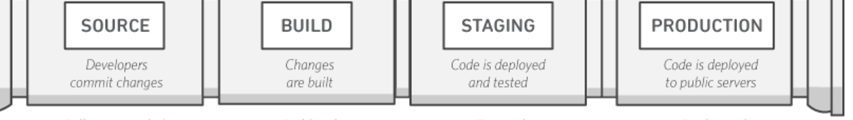 SOURCE
Developers
commit changes
BUILD
Changes
are built
STAGING
Code is deployed
and tested
PRODUCTION
Code is deployed
to public servers